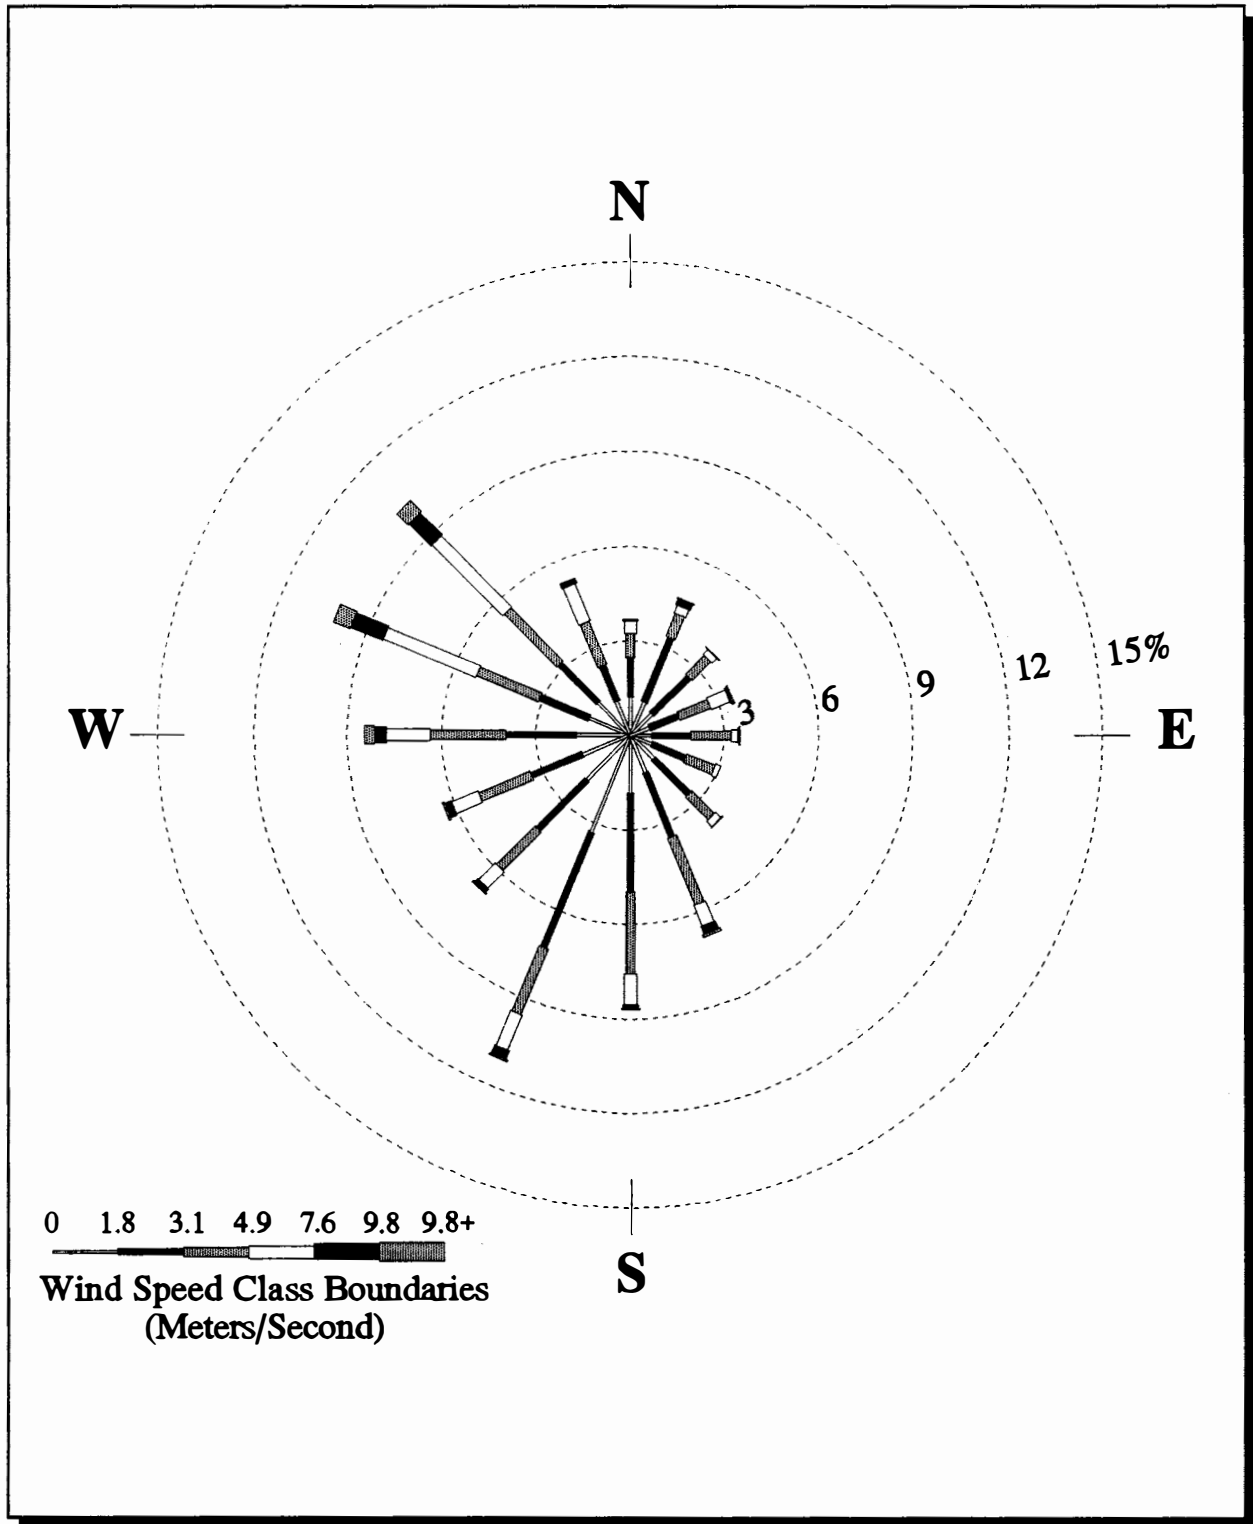 N
15%
12
9
6
3
W
E
0 1.8 3.1 4.9 7.6 9.8 9.8+
Wind Speed Class Boundaries
(Meters/Second)
S